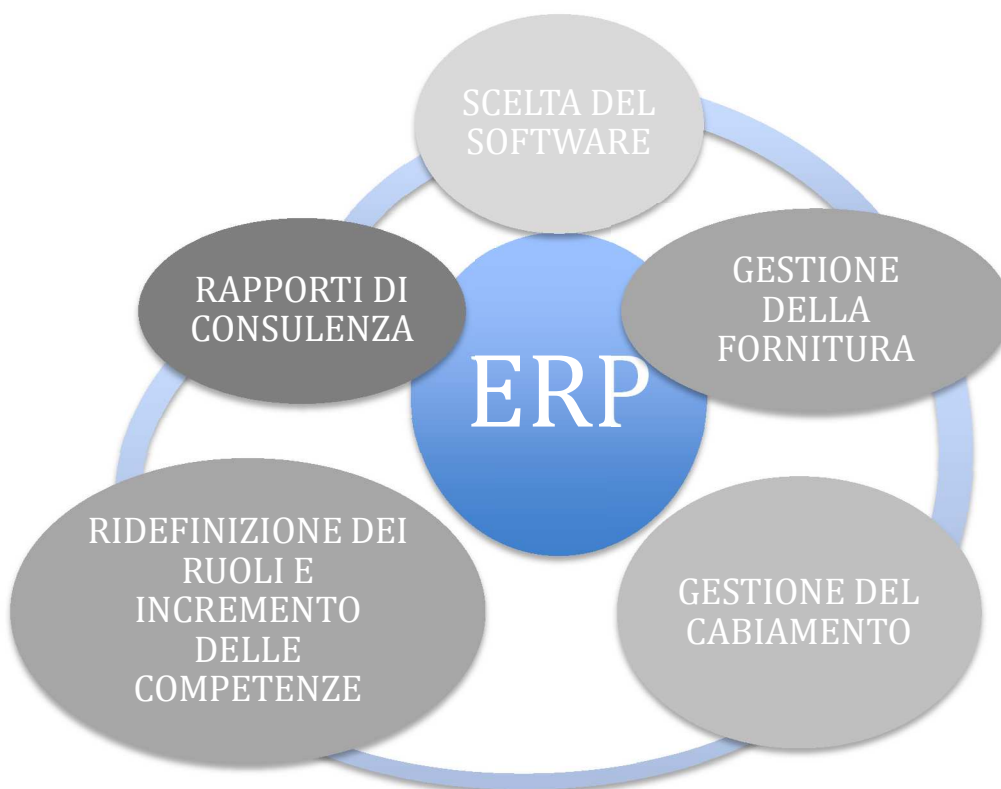 SCELTA DEL
SOFTWARE
GESTIONE
DELLA
FORNITURA
RAPPORTI DI
CONSULENZA
ERP
RIDEFINIZIONE DEI
RUOLI E
INCREMENTO
DELLE
COMPETENZE
GESTIONE DEL
CABIAMENTO